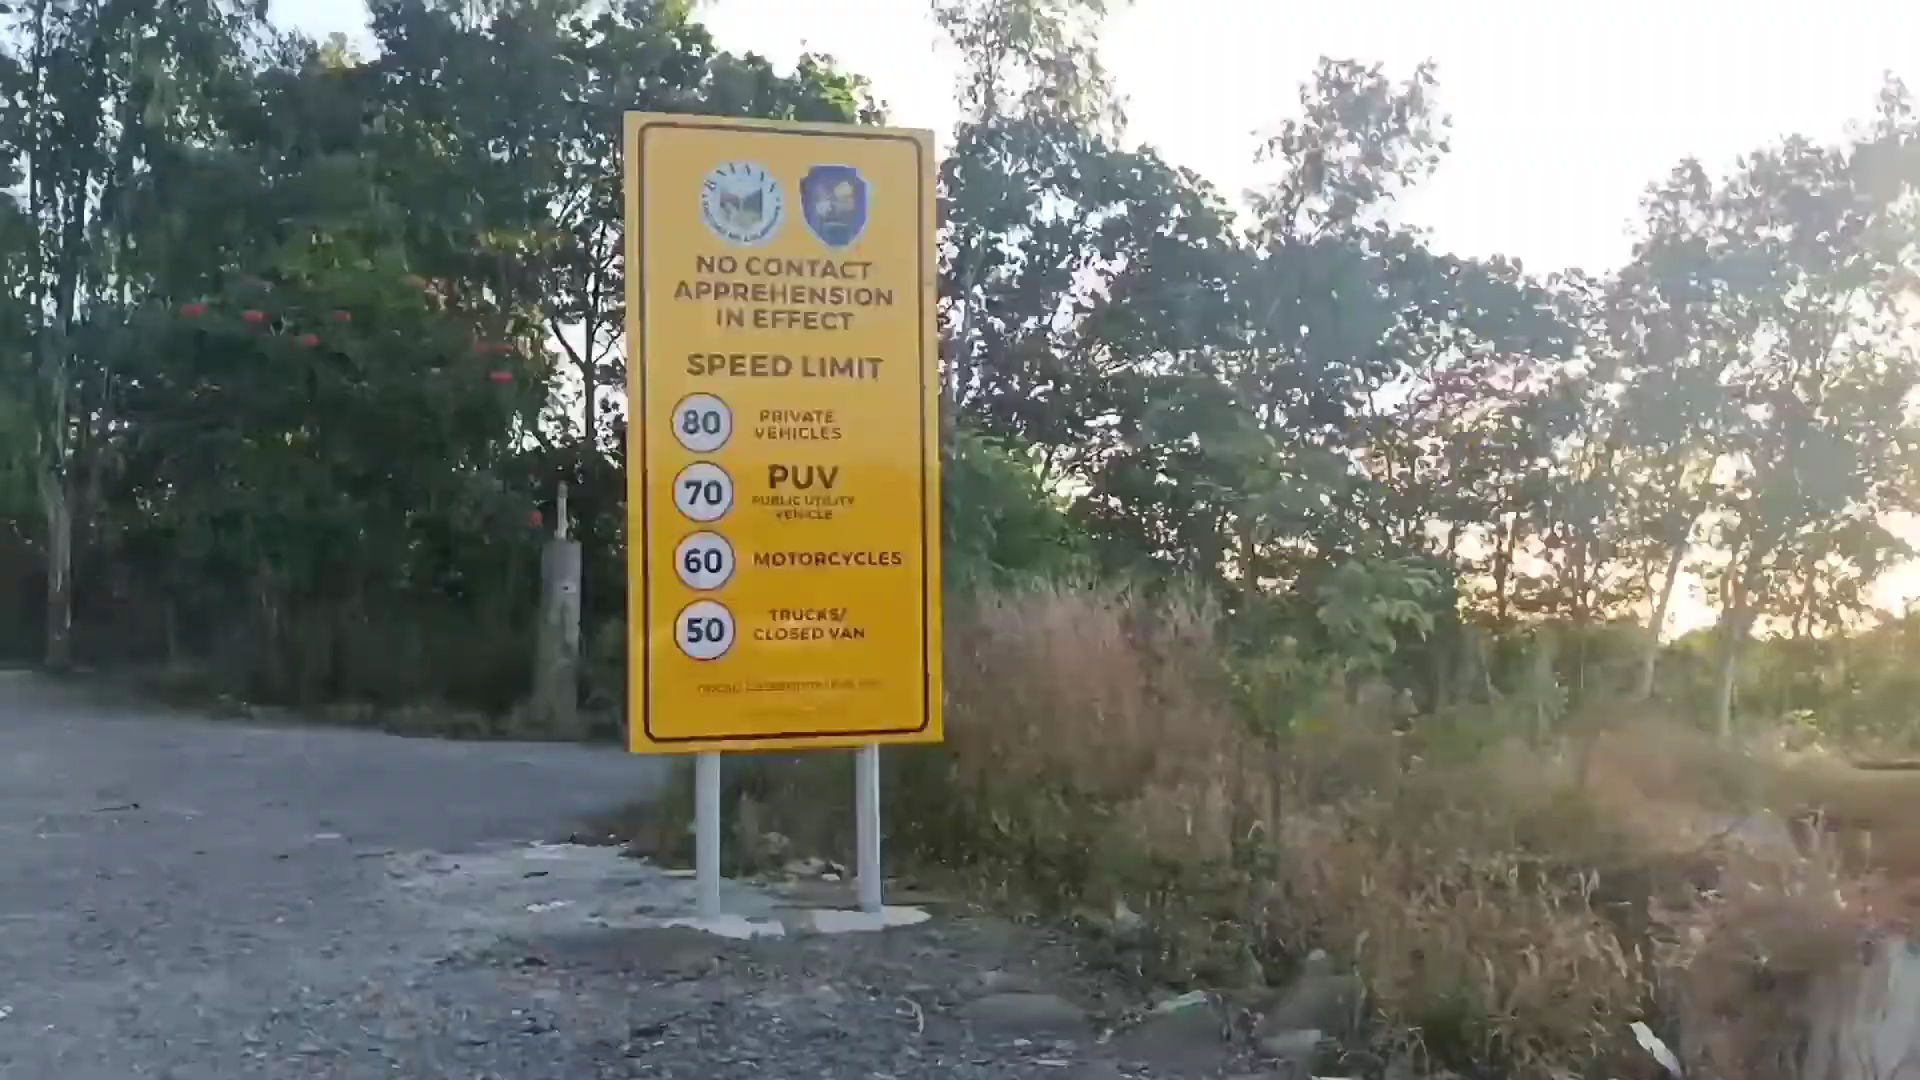 BATAAN
NO CONTACT
APPREHENSION
IN EFFECT
SPEED LIMIT
80 PRIVATE
VEHICLES
70 PUV
PUBLIC UTILITY
VEHICLE
60 MOTORCYCLES
50 TRUCKS/
CLOSED VAN